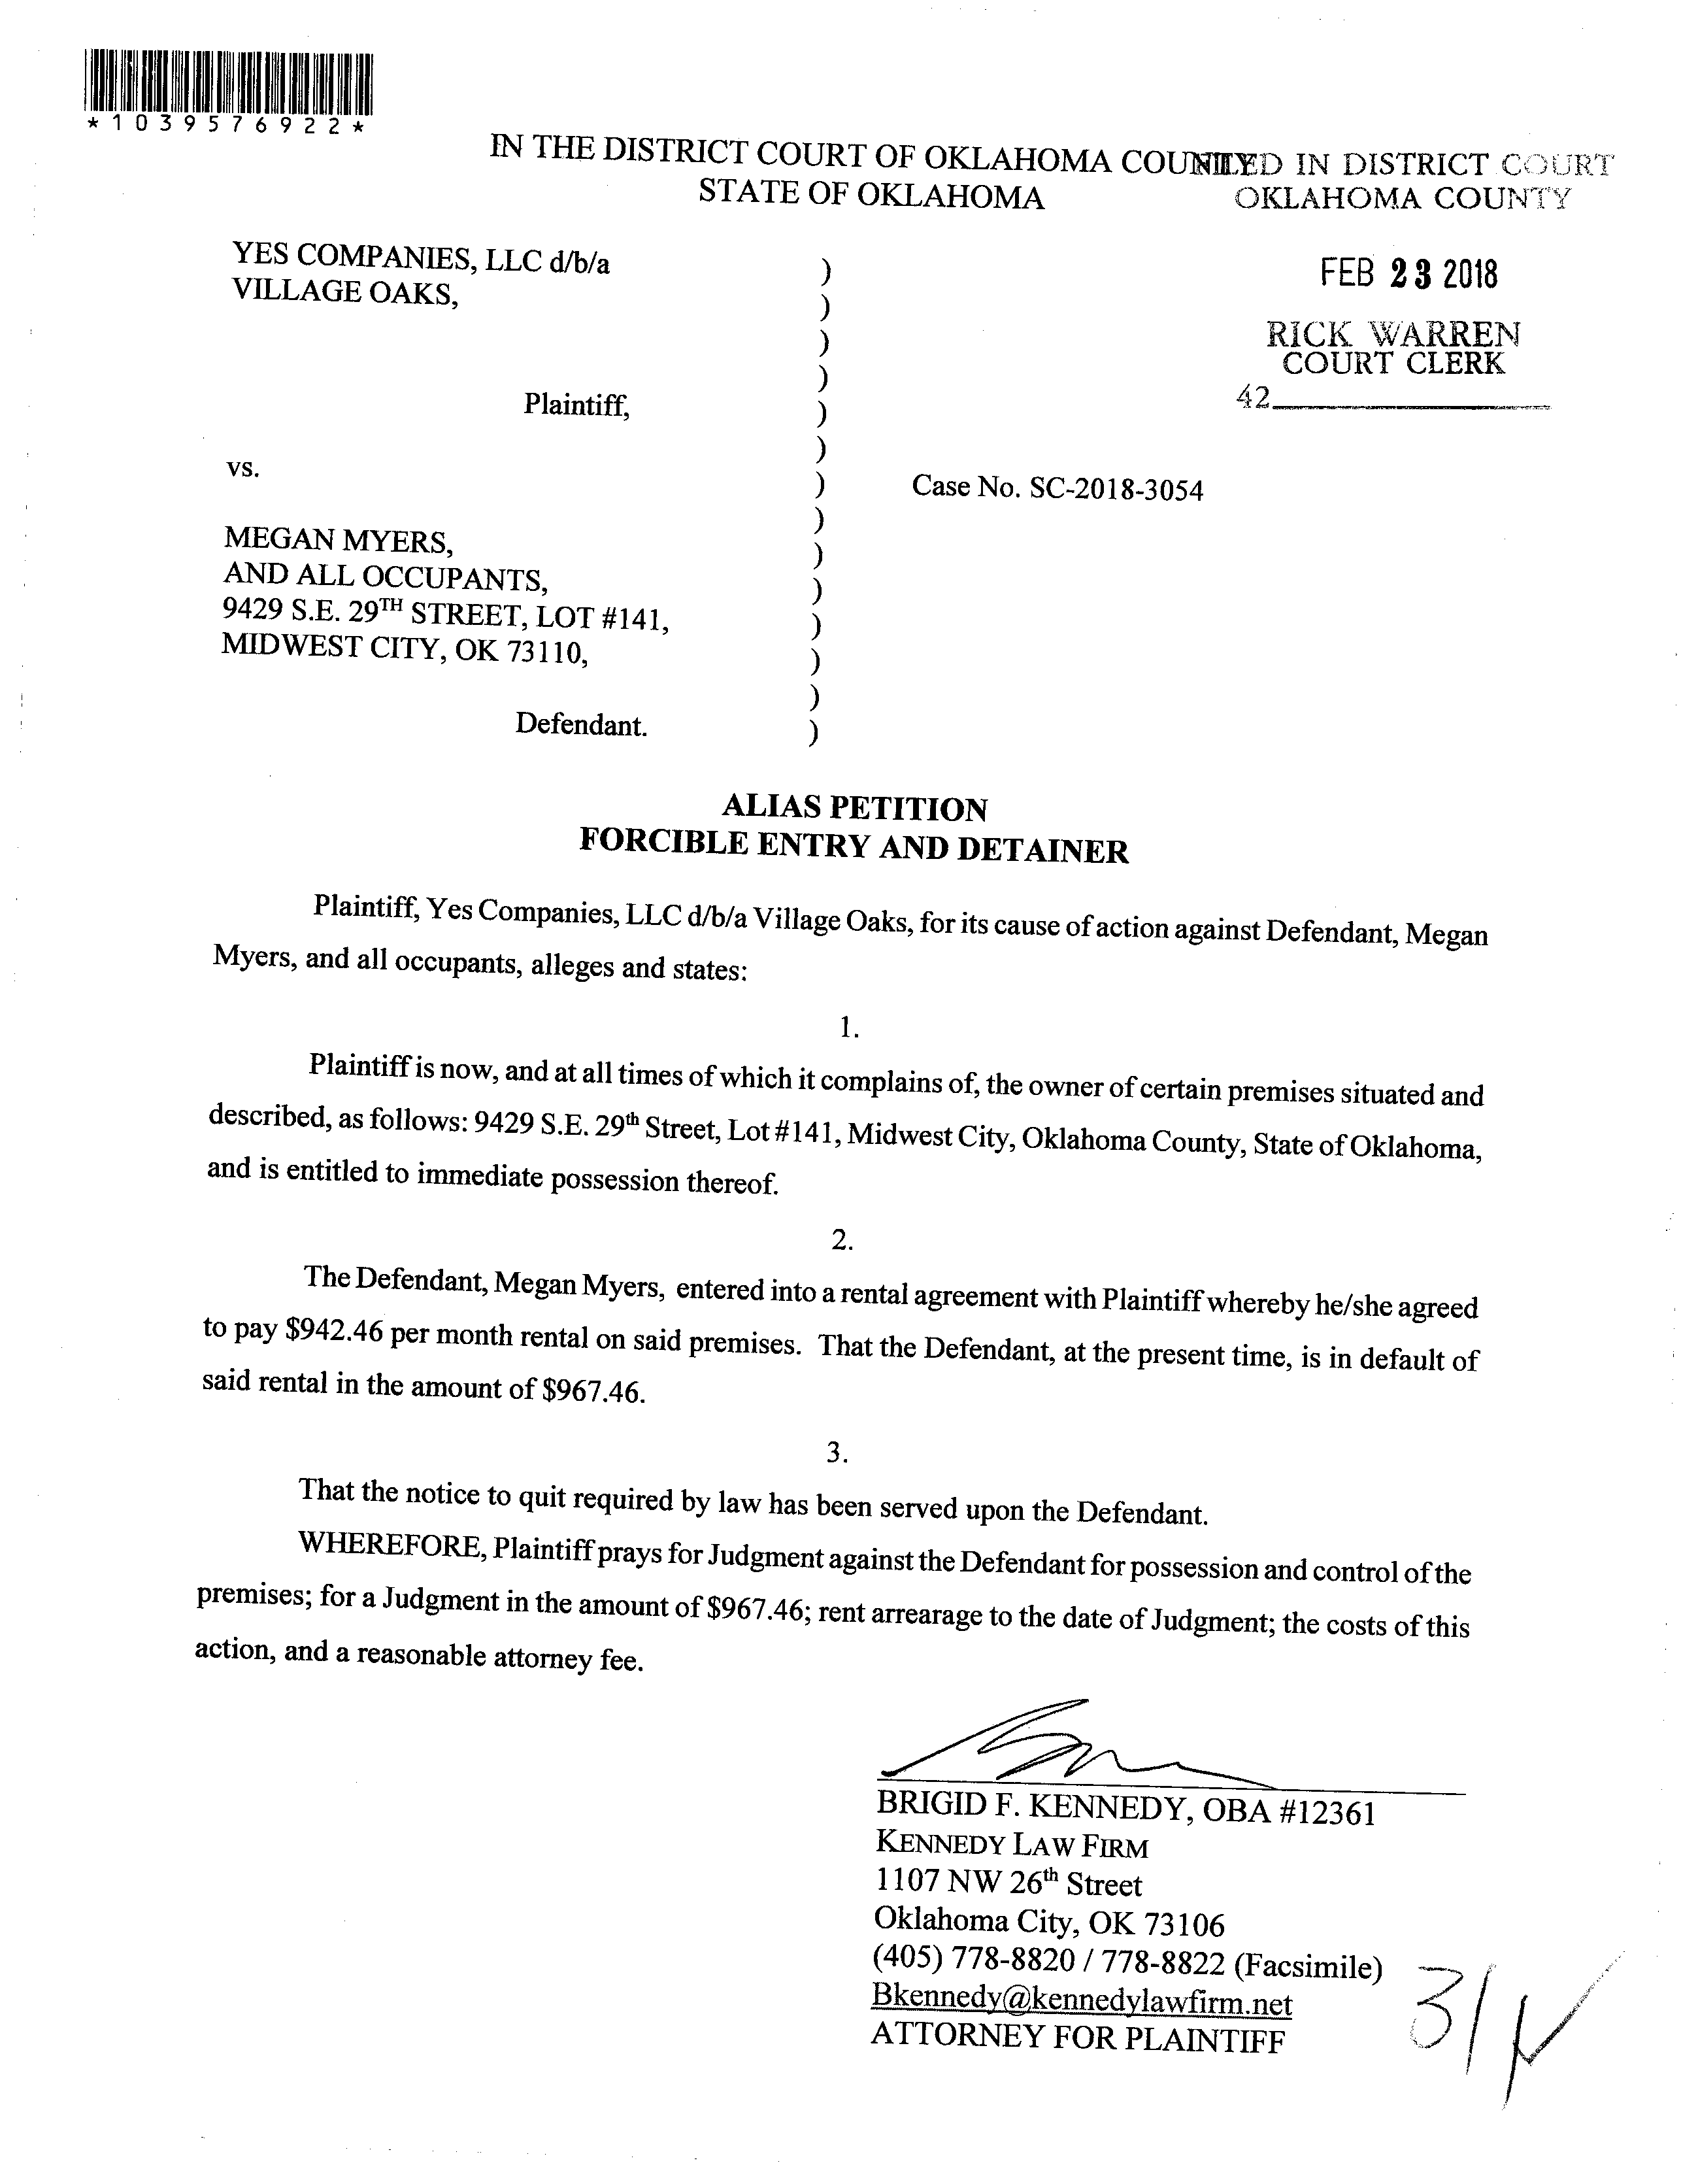 *1039576922*
IN THE DISTRICT COURT OF OKLAHOMA COUNTY
STATE OF OKLAHOMA
FILED IN DISTRICT COURT
OKLAHOMA COUNTY
FEB 23 2018
RICK WARREN
COURT CLERK
42
YES COMPANIES, LLC d/b/a
VILLAGE OAKS,
Plaintiff,
vs.
Case No. SC-2018-3054
MEGAN MYERS,
AND ALL OCCUPANTS,
9429 S.E. 29TH STREET, LOT #141,
MIDWEST CITY, OK 73110,
Defendant.
ALIAS PETITION
FORCIBLE ENTRY AND DETAINER
Plaintiff, Yes Companies, LLC d/b/a Village Oaks, for its cause of action against Defendant, Megan
Myers, and all occupants, alleges and states:
1.
Plaintiff is now, and at all times of which it complains of, the owner of certain premises situated and
described, as follows: 9429 S.E. 29th Street, Lot #141, Midwest City, Oklahoma County, State of Oklahoma,
and is entitled to immediate possession thereof.
2.
The Defendant, Megan Myers, entered into a rental agreement with Plaintiff whereby he/she agreed
to pay $942.46 per month rental on said premises. That the Defendant, at the present time, is in default of
said rental in the amount of $967.46.
3.
That the notice to quit required by law has been served upon the Defendant.
WHEREFORE, Plaintiff prays for Judgment against the Defendant for possession and control of the
premises; for a Judgment in the amount of $967.46; rent arrearage to the date of Judgment; the costs of this
action, and a reasonable attorney fee.
BRIGID F. KENNEDY, OBA #12361
KENNEDY LAW FIRM
1107 NW 26th Street
Oklahoma City, OK 73106
(405) 778-8820 / 778-8822 (Facsimile)
Bkennedy@kennedylawfirm.net
ATTORNEY FOR PLAINTIFF